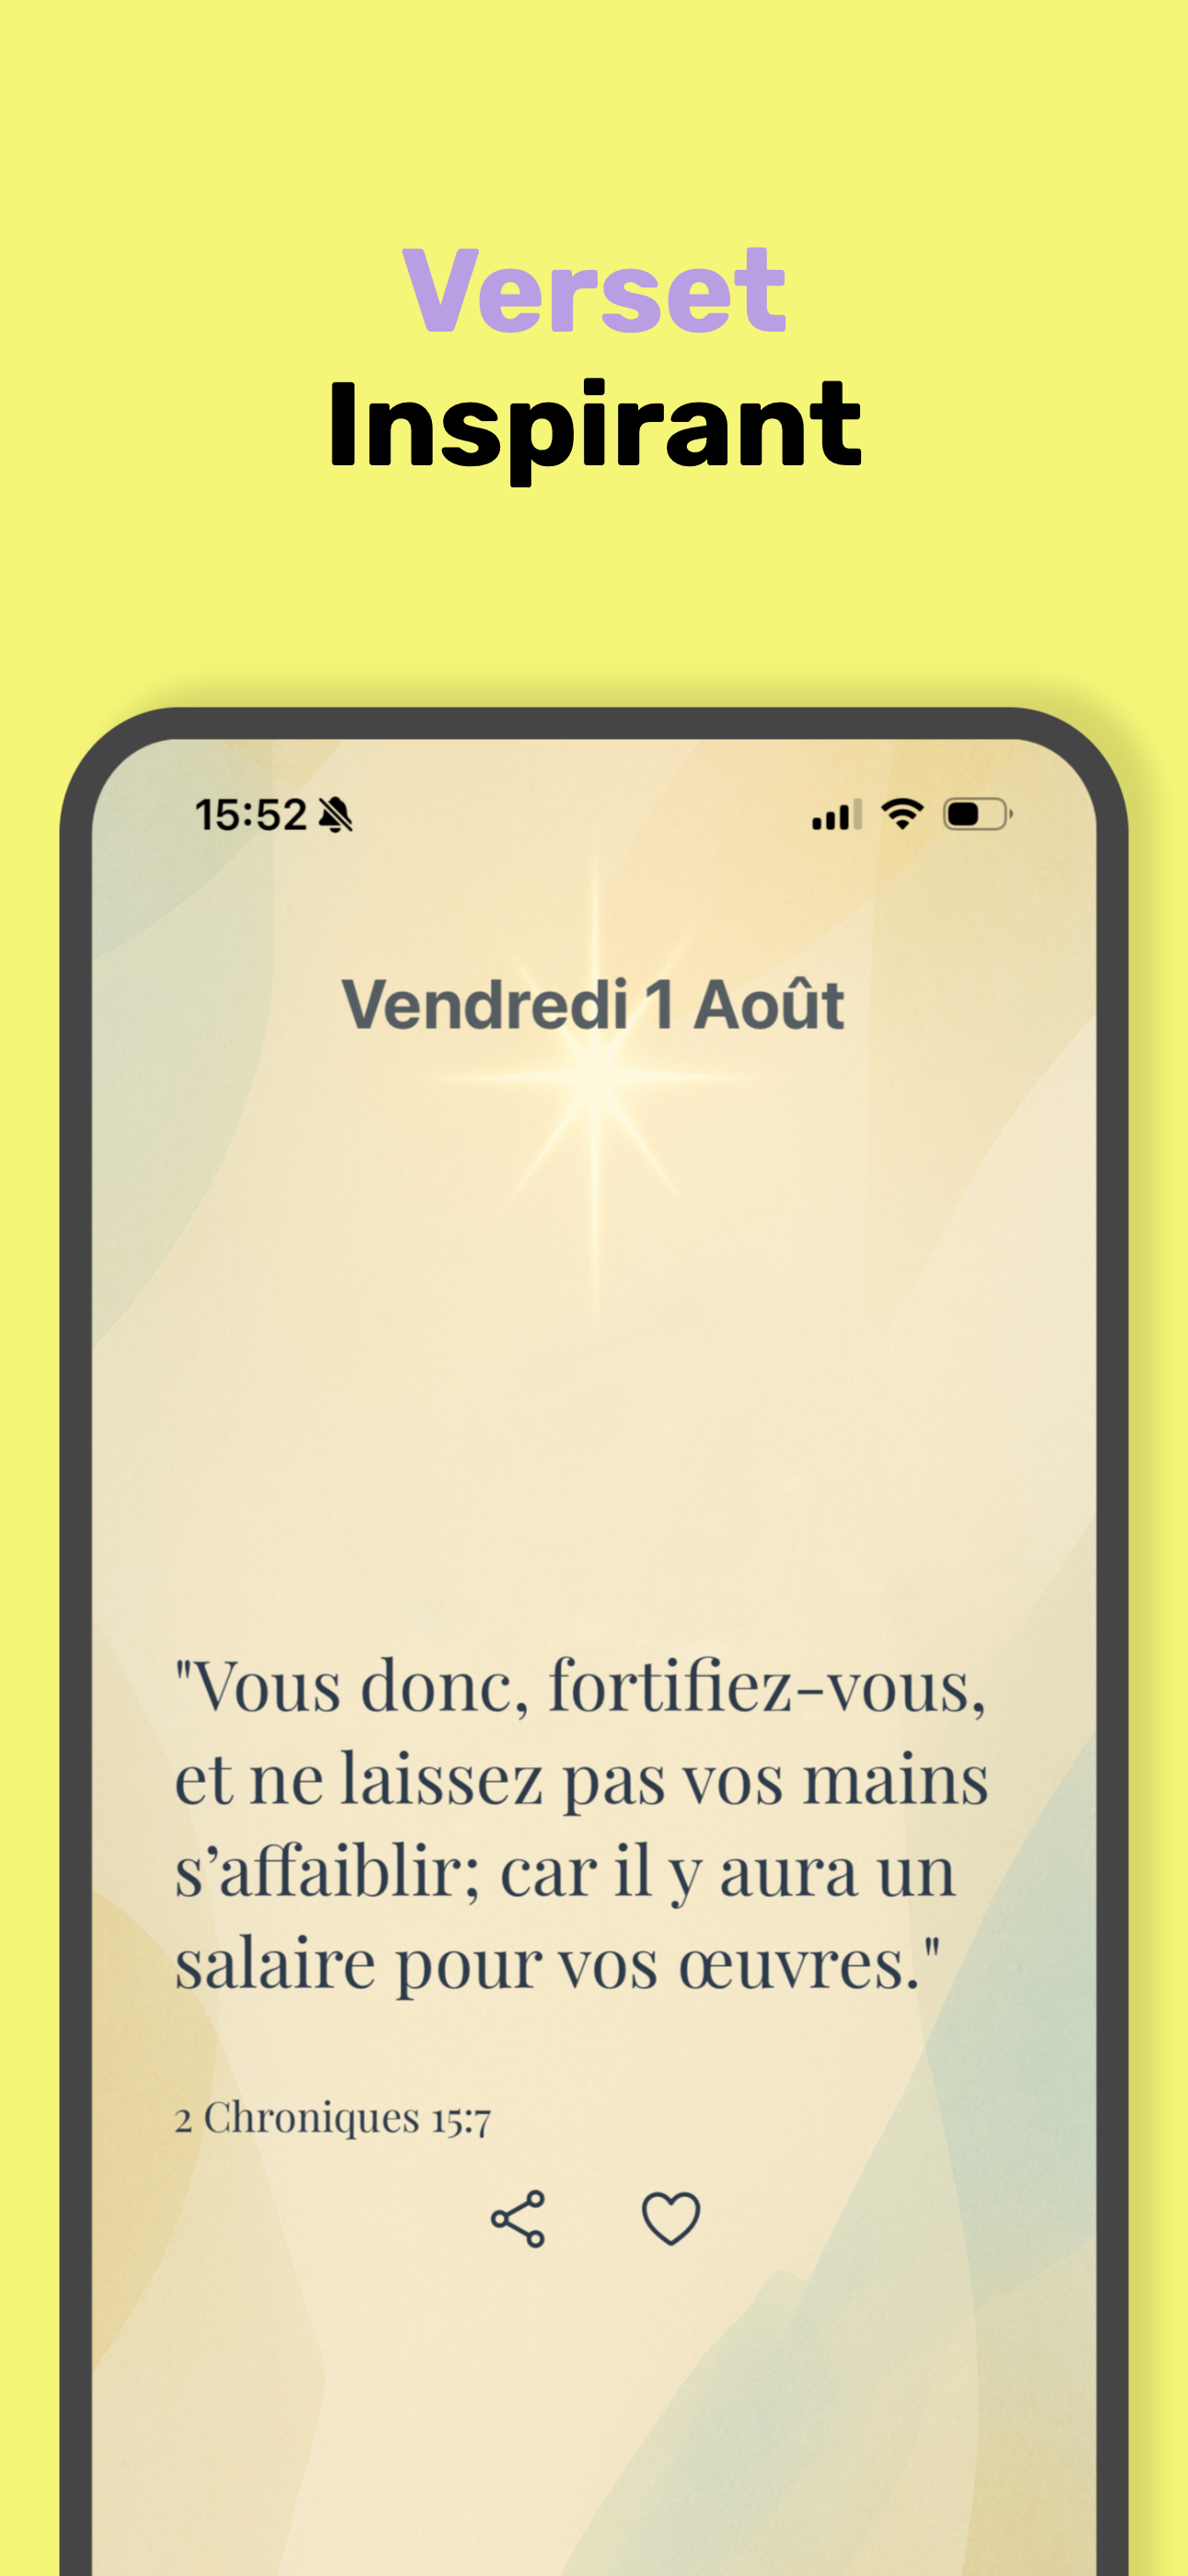 Verset
Inspirant
15:52
Vendredi 1 Août
"Vous donc, fortifiez-vous,
et ne laissez pas vos mains
s’affaiblir; car il y aura un
salaire pour vos œuvres."
2 Chroniques 15:7